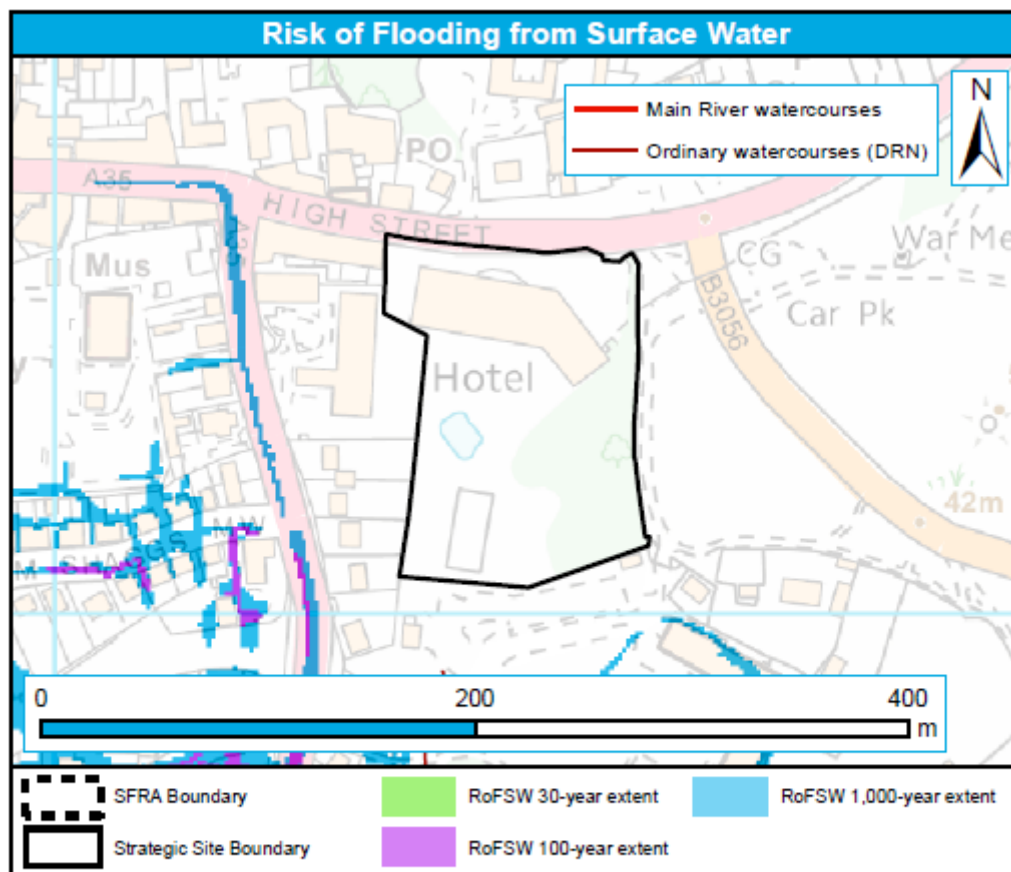 Risk of Flooding from Surface Water
N
Main River watercourses
Ordinary watercourses (DRN)
PO
A35
HIGH STREET
A35
Mus
CG
War Me
B3056
Car Pk
Hotel
42m
SHAGGS M W
0
200
400
m
SFRA Boundary
RoFSW 30-year extent
RoFSW 1,000-year extent
Strategic Site Boundary
RoFSW 100-year extent